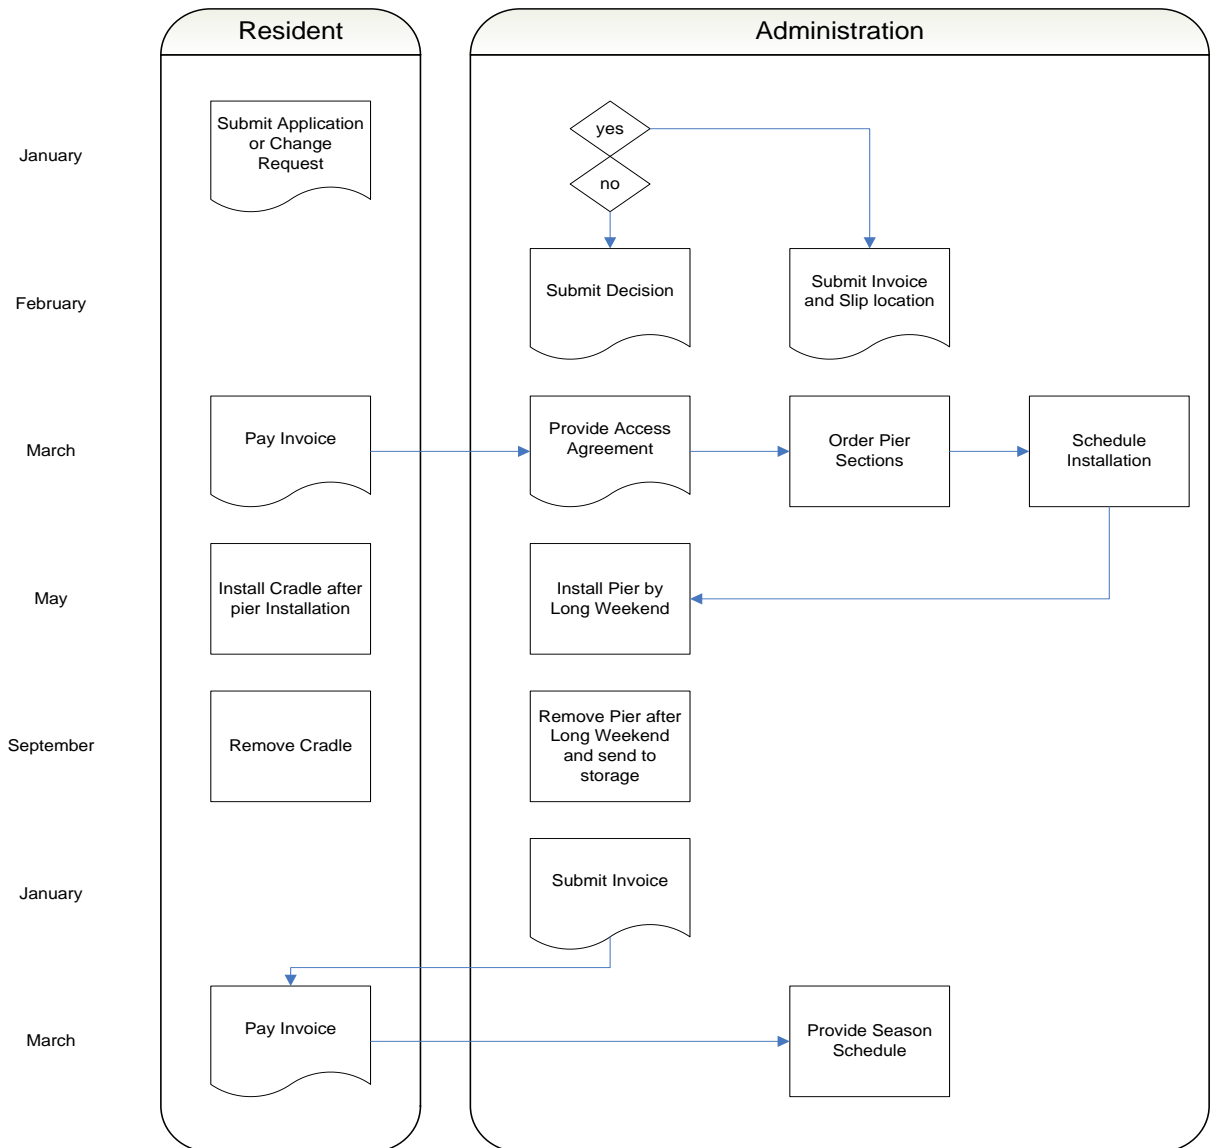 Resident
Administration
January
Submit Application
or Change
Request
yes
no
February
Submit Decision
Submit Invoice
and Slip location
March
Pay Invoice
Provide Access
Agreement
Order Pier
Sections
Schedule
Installation
May
Install Cradle after
pier Installation
Install Pier by
Long Weekend
September
Remove Cradle
Remove Pier after
Long Weekend
and send to
storage
January
Submit Invoice
March
Pay Invoice
Provide Season
Schedule